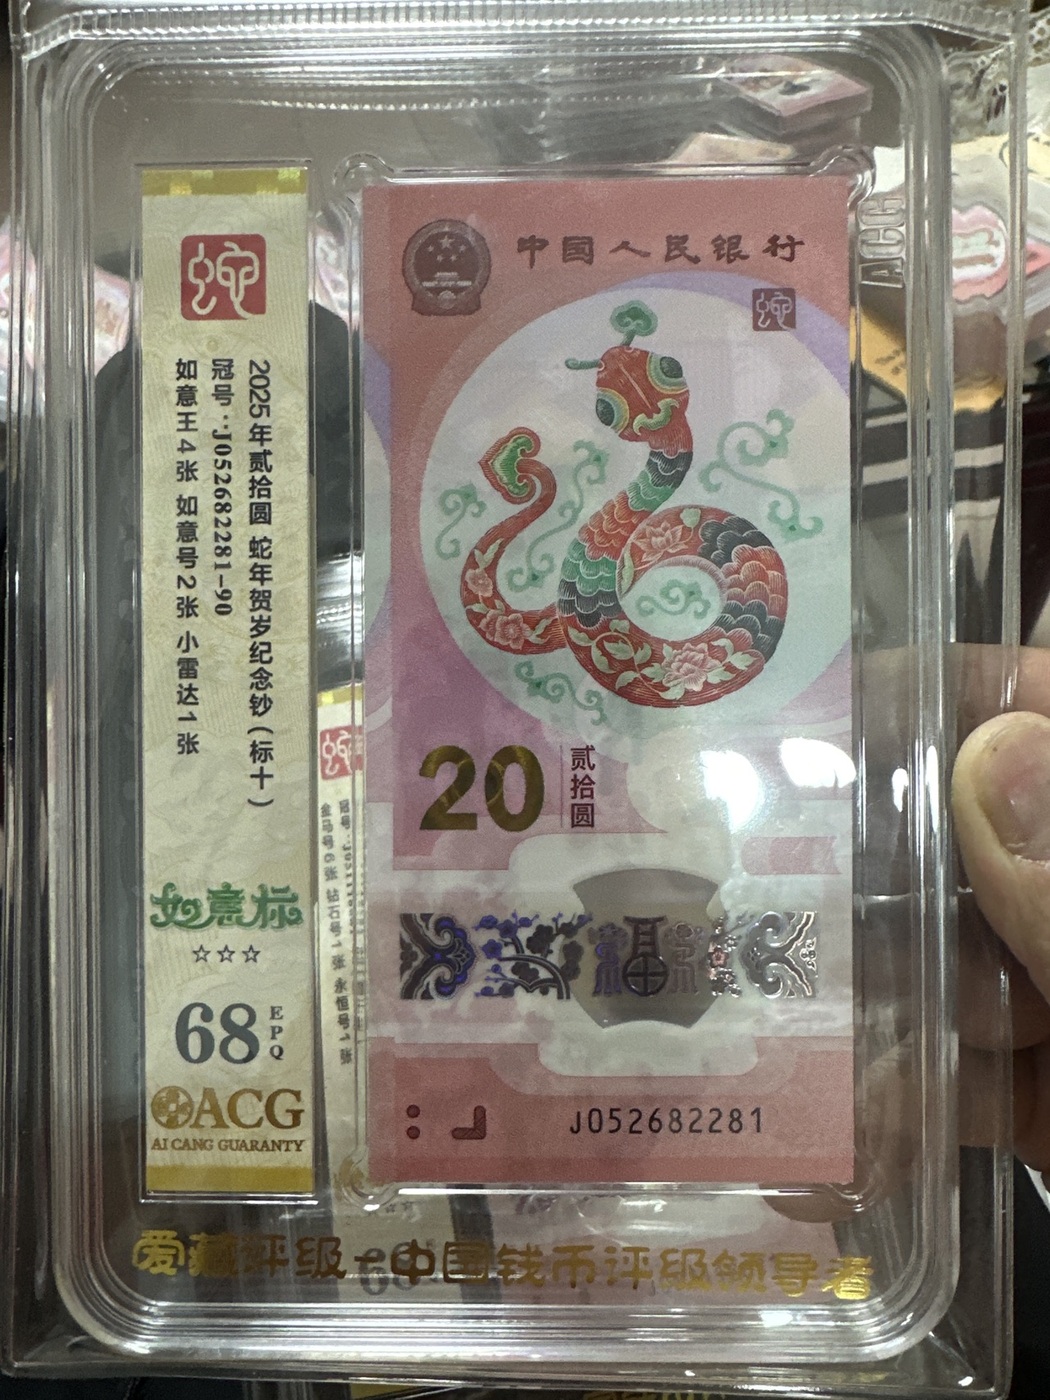 蛇
2025年贰拾圆 蛇年贺岁纪念钞(标十)
冠号:J052682281-90
如意王4张 如意号2张 小雷达1张
如意标
☆☆☆
68 EPQ
ACG
AI CANG GUARANTY
中国人民银行
蛇
20 贰拾圆
J052682281
ACG
爱藏评级-中国钱币评级领导者